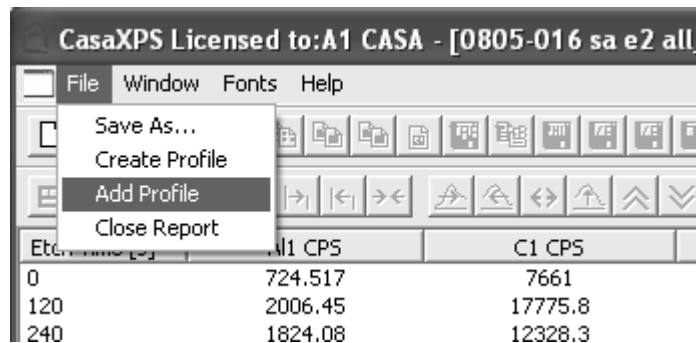 CasaXPS Licensed to:A1 CASA - [0805-016 sa e2 all_
File Window Fonts Help
Save As...
Create Profile
Add Profile
Close Report
Al1 CPS C1 CPS
0 724.517 7661
120 2006.45 17775.8
240 1824.08 12328.3